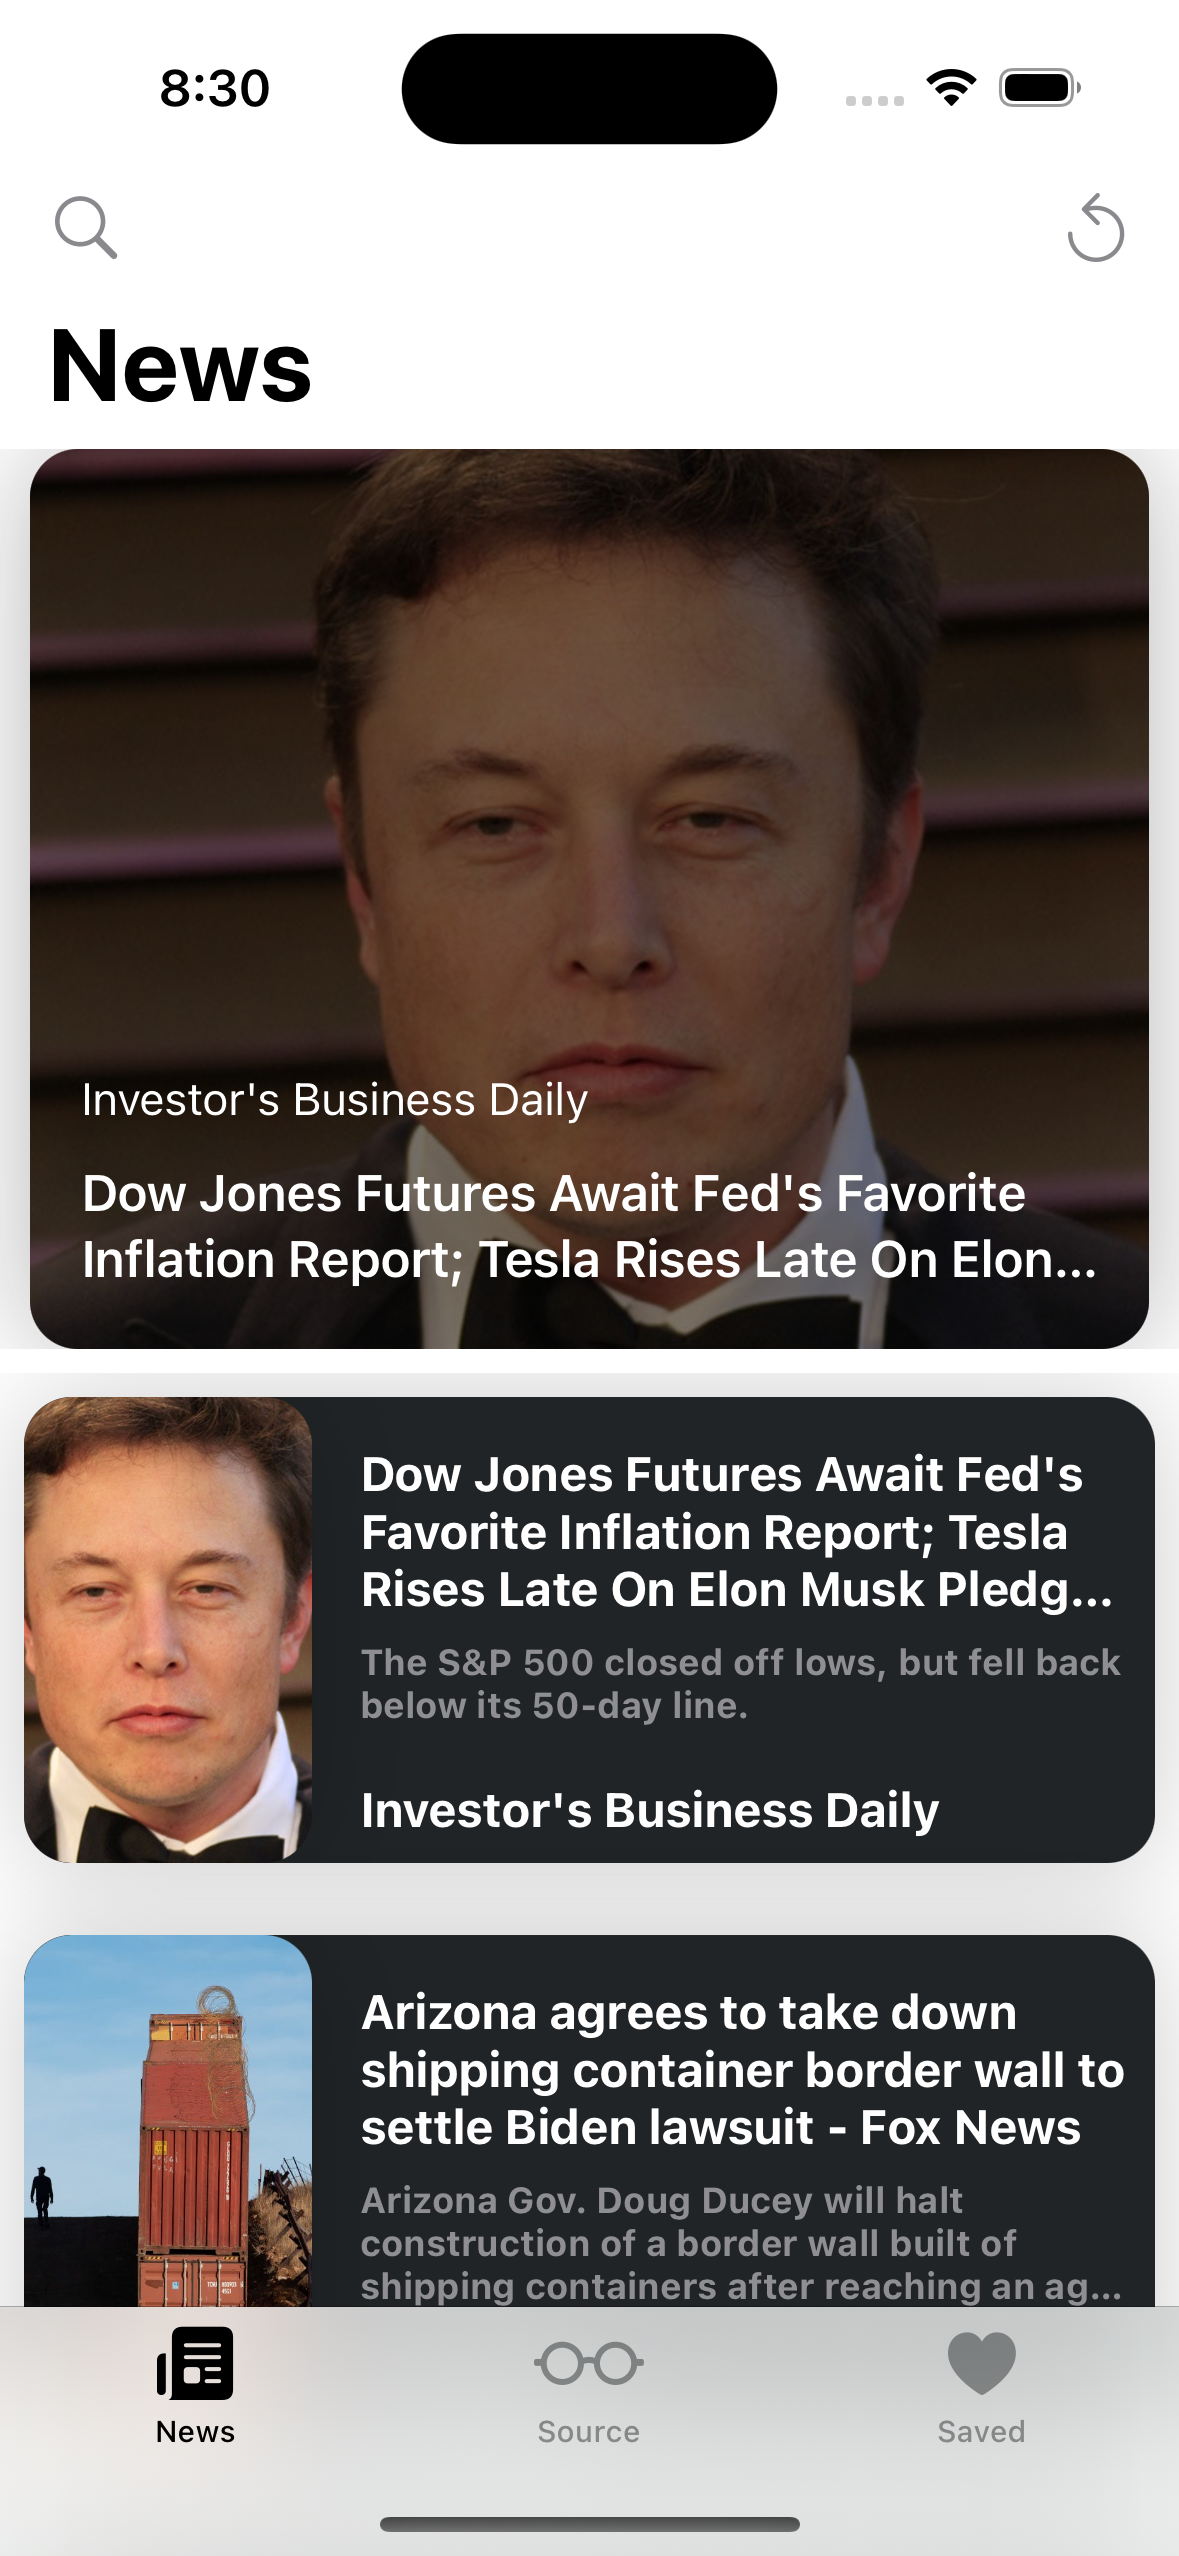 8:30
News
Investor's Business Daily
Dow Jones Futures Await Fed's Favorite
Inflation Report; Tesla Rises Late On Elon...
Dow Jones Futures Await Fed's
Favorite Inflation Report; Tesla
Rises Late On Elon Musk Pledg...
The S&P 500 closed off lows, but fell back
below its 50-day line.
Investor's Business Daily
Arizona agrees to take down
shipping container border wall to
settle Biden lawsuit - Fox News
Arizona Gov. Doug Ducey will halt
construction of a border wall built of
shipping containers after reaching an ag...
News
Source
Saved